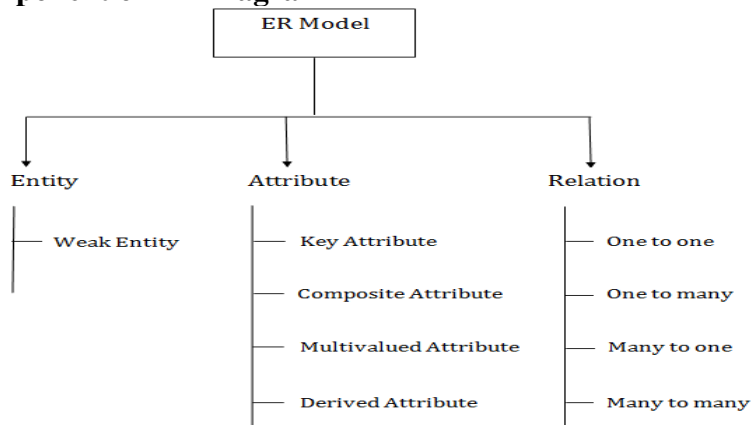 ER Model
Entity
Attribute
Relation
Weak Entity
Key Attribute
One to one
Composite Attribute
One to many
Multivalued Attribute
Many to one
Derived Attribute
Many to many